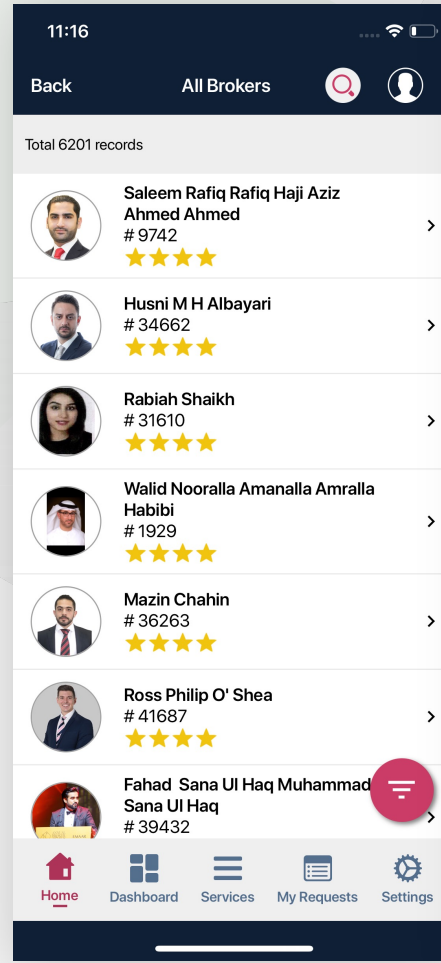 11:16
Back All Brokers
Total 6201 records
Saleem Rafiq Rafiq Haji Aziz
Ahmed Ahmed
# 9742
Husni M H Albayari
# 34662
Rabiah Shaikh
# 31610
Walid Nooralla Amanalla Amralla
Habibi
# 1929
Mazin Chahin
# 36263
Ross Philip O' Shea
# 41687
Fahad  Sana Ul Haq Muhammad
Sana Ul Haq
# 39432
Home Dashboard Services My Requests Settings